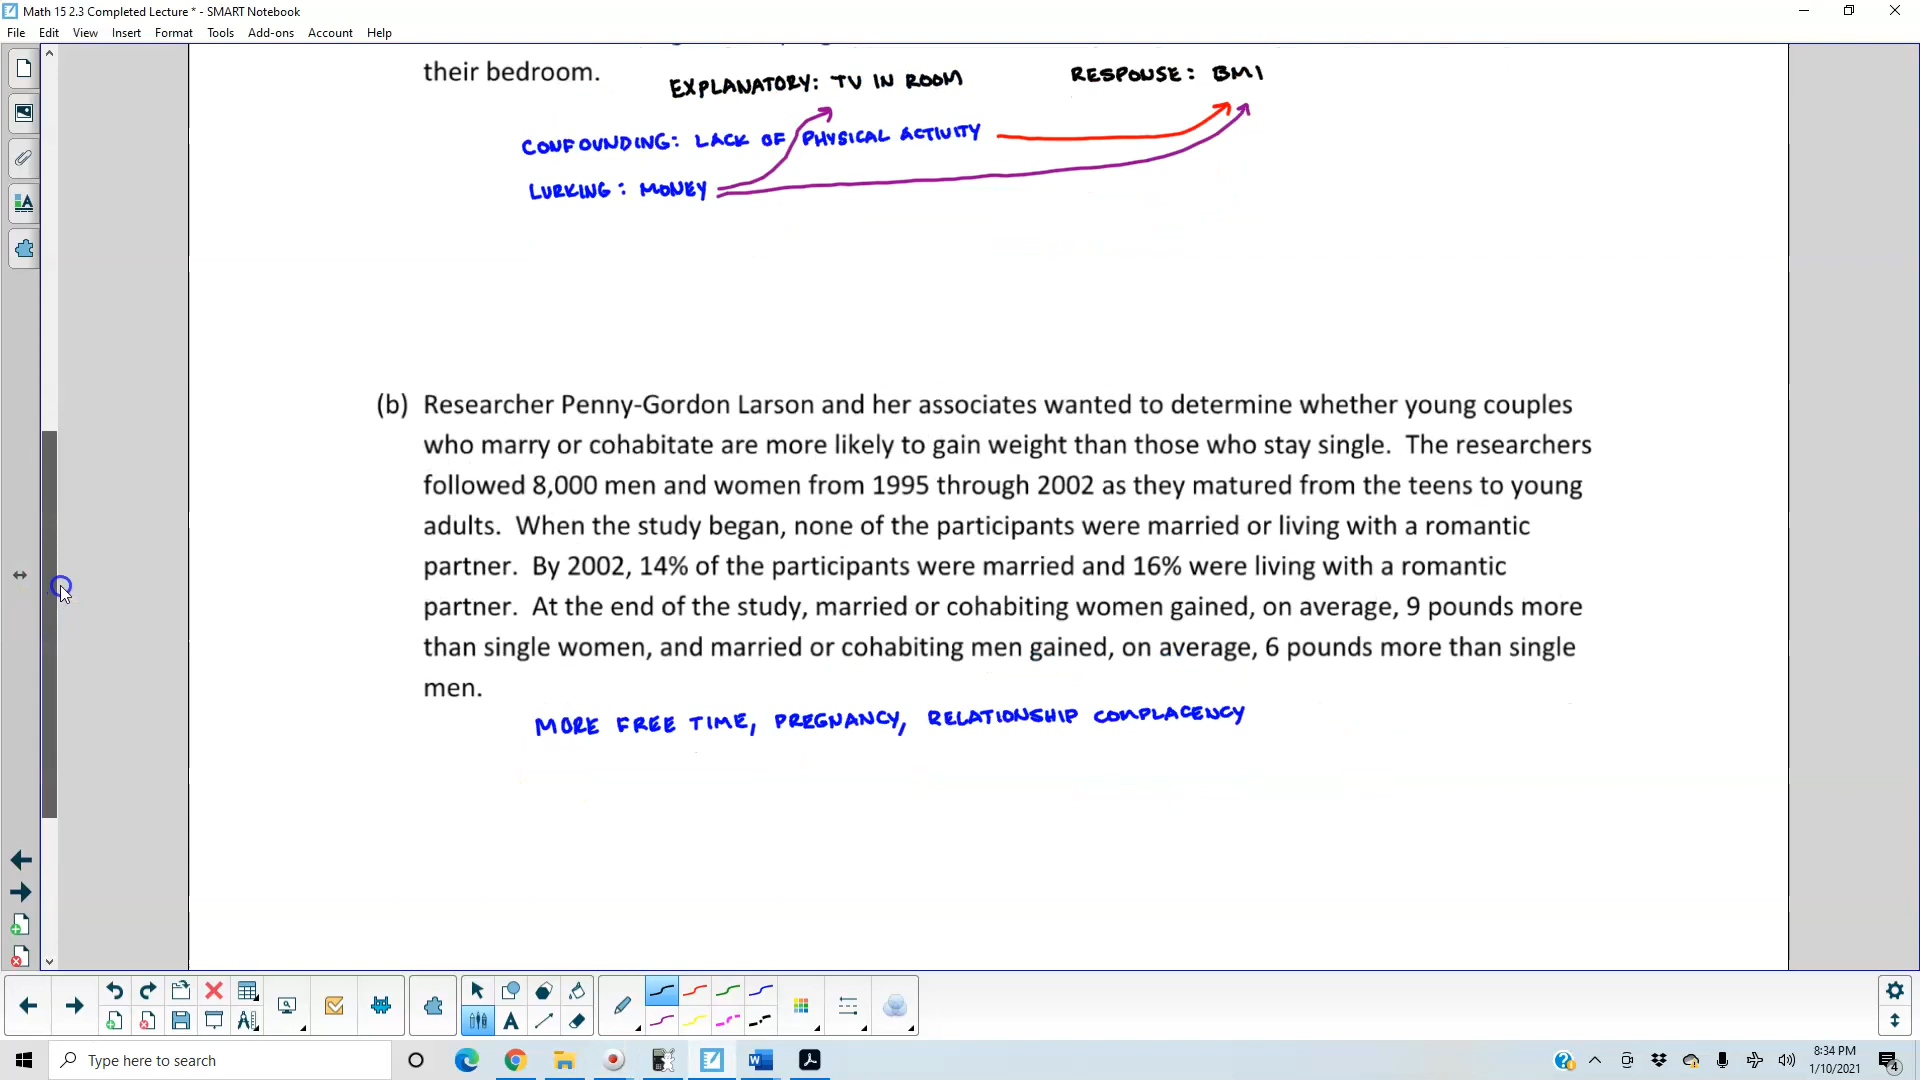 Math 15 2.3 Completed Lecture * - SMART Notebook
File Edit View Insert Format Tools Add-ons Account Help
their bedroom.
EXPLANATORY: TV IN ROOM RESPONSE: BMI
CONFOUNDING: LACK OF PHYSICAL ACTIVITY
LURKING: MONEY
(b) Researcher Penny-Gordon Larson and her associates wanted to determine whether young couples
who marry or cohabitate are more likely to gain weight than those who stay single. The researchers
followed 8,000 men and women from 1995 through 2002 as they matured from the teens to young
adults. When the study began, none of the participants were married or living with a romantic
partner. By 2002, 14% of the participants were married and 16% were living with a romantic
partner. At the end of the study, married or cohabiting women gained, on average, 9 pounds more
than single women, and married or cohabiting men gained, on average, 6 pounds more than single
men.
MORE FREE TIME, PREGNANCY, RELATIONSHIP COMPLACENCY
Type here to search
8:34 PM
1/10/2021
4